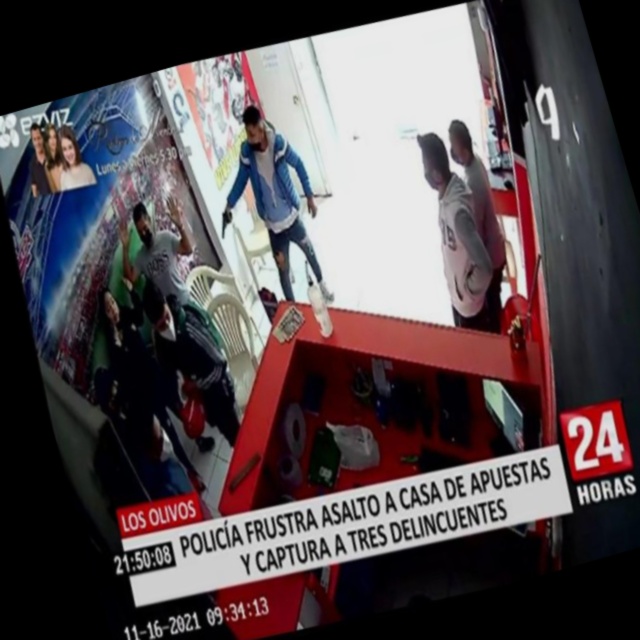 EZVIZ
LOS OLIVOS
21:50:08
POLICÍA FRUSTRA ASALTO A CASA DE APUESTAS
Y CAPTURA A TRES DELINCUENTES
24
HORAS
11-16-2021 09:34:13